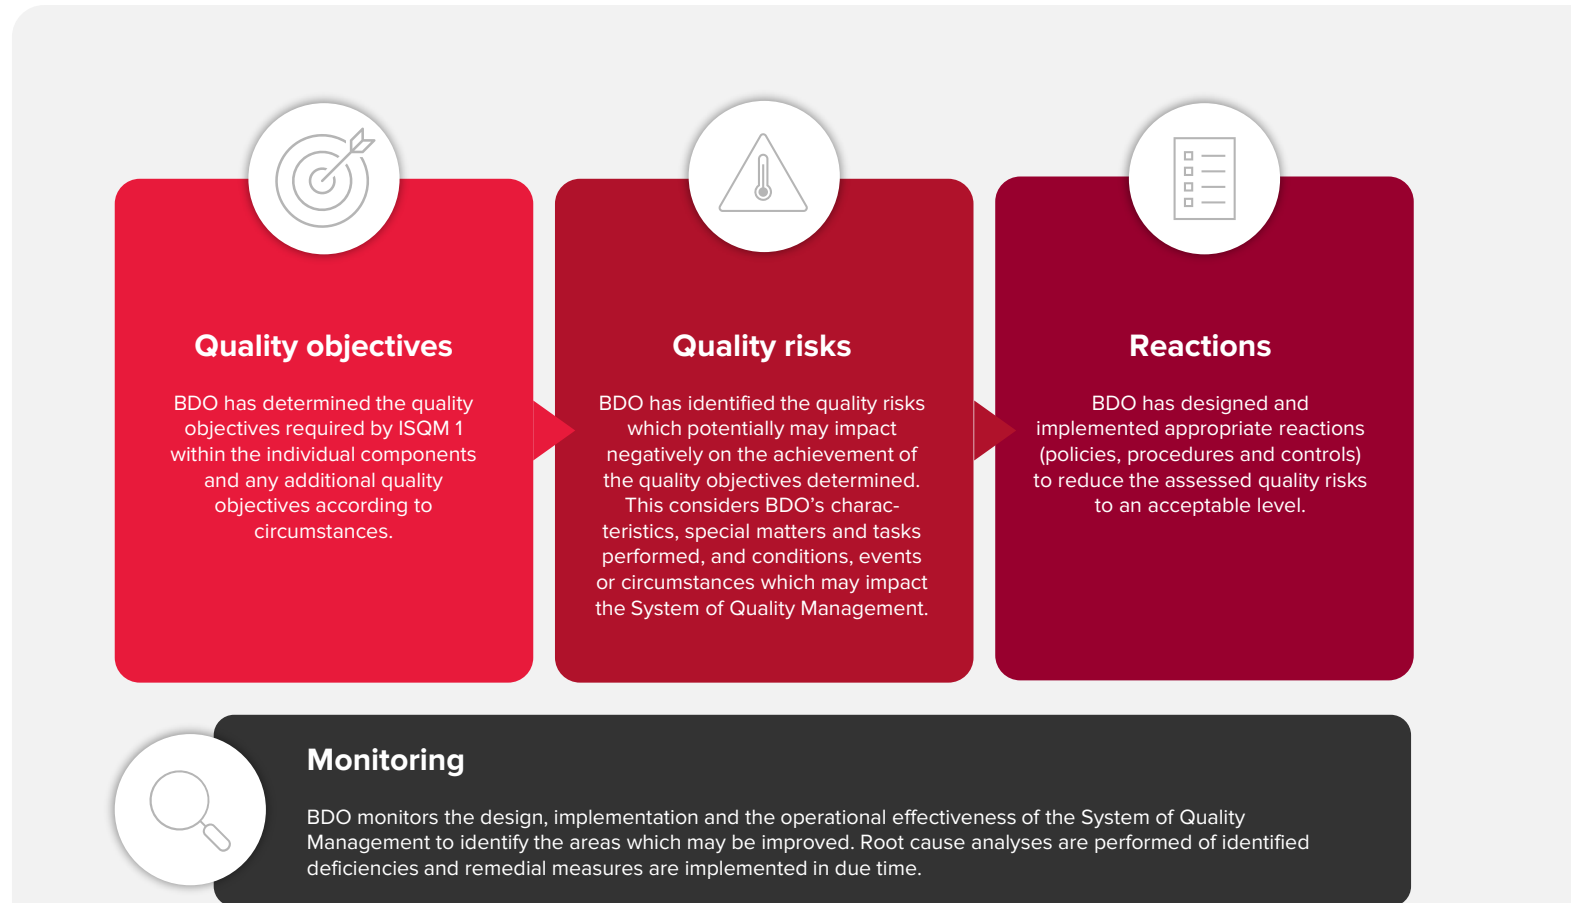 Quality objectives
BDO has determined the quality
objectives required by ISQM 1
within the individual components
and any additional quality
objectives according to
circumstances.
Quality risks
BDO has identified the quality risks
which potentially may impact
negatively on the achievement of
the quality objectives determined.
This considers BDO’s charac-
teristics, special matters and tasks
performed, and conditions, events
or circumstances which may impact
the System of Quality Management.
Reactions
BDO has designed and
implemented appropriate reactions
(policies, procedures and controls)
to reduce the assessed quality risks
to an acceptable level.
Monitoring
BDO monitors the design, implementation and the operational effectiveness of the System of Quality
Management to identify the areas which may be improved. Root cause analyses are performed of identified
deficiencies and remedial measures are implemented in due time.